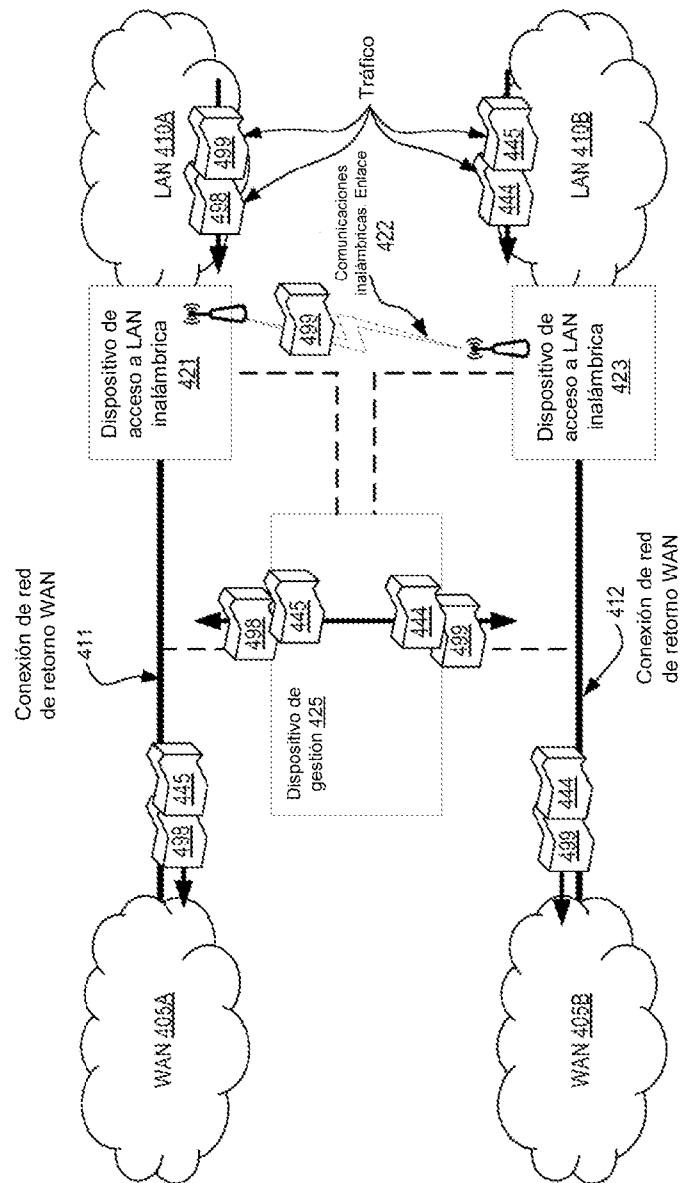 Conexión de red
de retorno WAN
411
WAN 405A
498
445
Dispositivo de
acceso a LAN
inalámbrica
421
LAN 410A
498
499
Dispositivo de
gestión 425
498
445
444
499
499
Comunicaciones
inalámbricas. Enlace
422
Tráfico
WAN 405B
499
444
Dispositivo de
acceso a LAN
inalámbrica
423
LAN 410B
444
445
412
Conexión de red
de retorno WAN